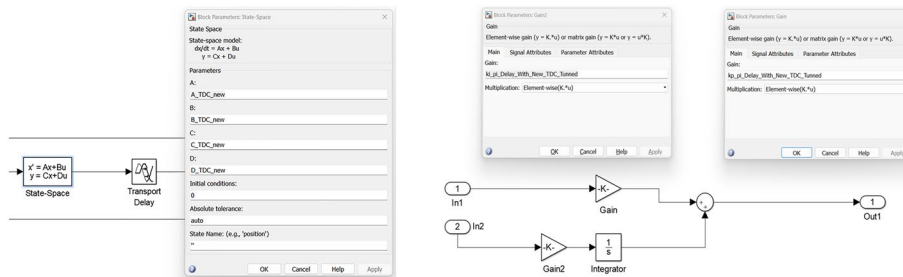 Block Parameters: State-Space
State Space
State-space model:
dx/dt = Ax + Bu
y = Cx + Du
Parameters
A:
A_TDC_new
B:
B_TDC_new
C:
C_TDC_new
D:
D_TDC_new
Initial conditions:
0
Absolute tolerance:
auto
State Name: (e.g., 'position')
''
OK Cancel Help Apply
x' = Ax+Bu
y = Cx+Du
State-Space
Transport
Delay
Block Parameters: Gain2
Gain
Element-wise gain (y = K.*u) or matrix gain (y = K*u or y = u*K).
Main Signal Attributes Parameter Attributes
Gain:
ki_pi_Delay_With_New_TDC_Tunned
Multiplication: Element-wise(K.*u)
OK Cancel Help Apply
Block Parameters: Gain
Gain
Element-wise gain (y = K.*u) or matrix gain (y = K*u or y = u*K).
Main Signal Attributes Parameter Attributes
Gain:
kp_pi_Delay_With_New_TDC_Tunned
Multiplication: Element-wise(K.*u)
OK Cancel Help Apply
1
In1
-K-
Gain
+
+
1
Out1
2
In2
-K-
Gain2
1
s
Integrator